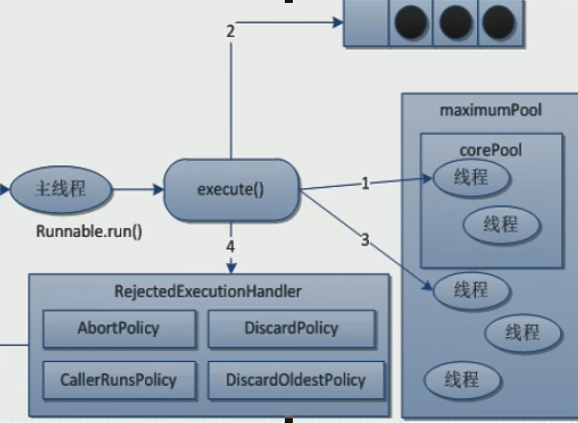 2
maximumPool
corePool
线程
主线程
execute()
1
线程
Runnable.run()
4
3
线程
RejectedExecutionHandler
AbortPolicy
DiscardPolicy
线程
CallerRunsPolicy
DiscardOldestPolicy
线程